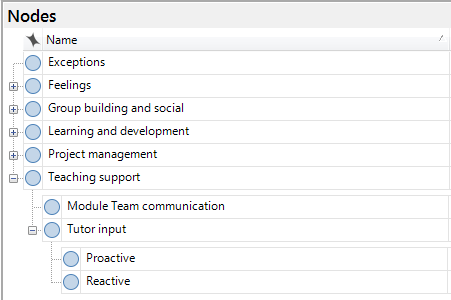 Nodes
Name
Exceptions
Feelings
Group building and social
Learning and development
Project management
Teaching support
Module Team communication
Tutor input
Proactive
Reactive